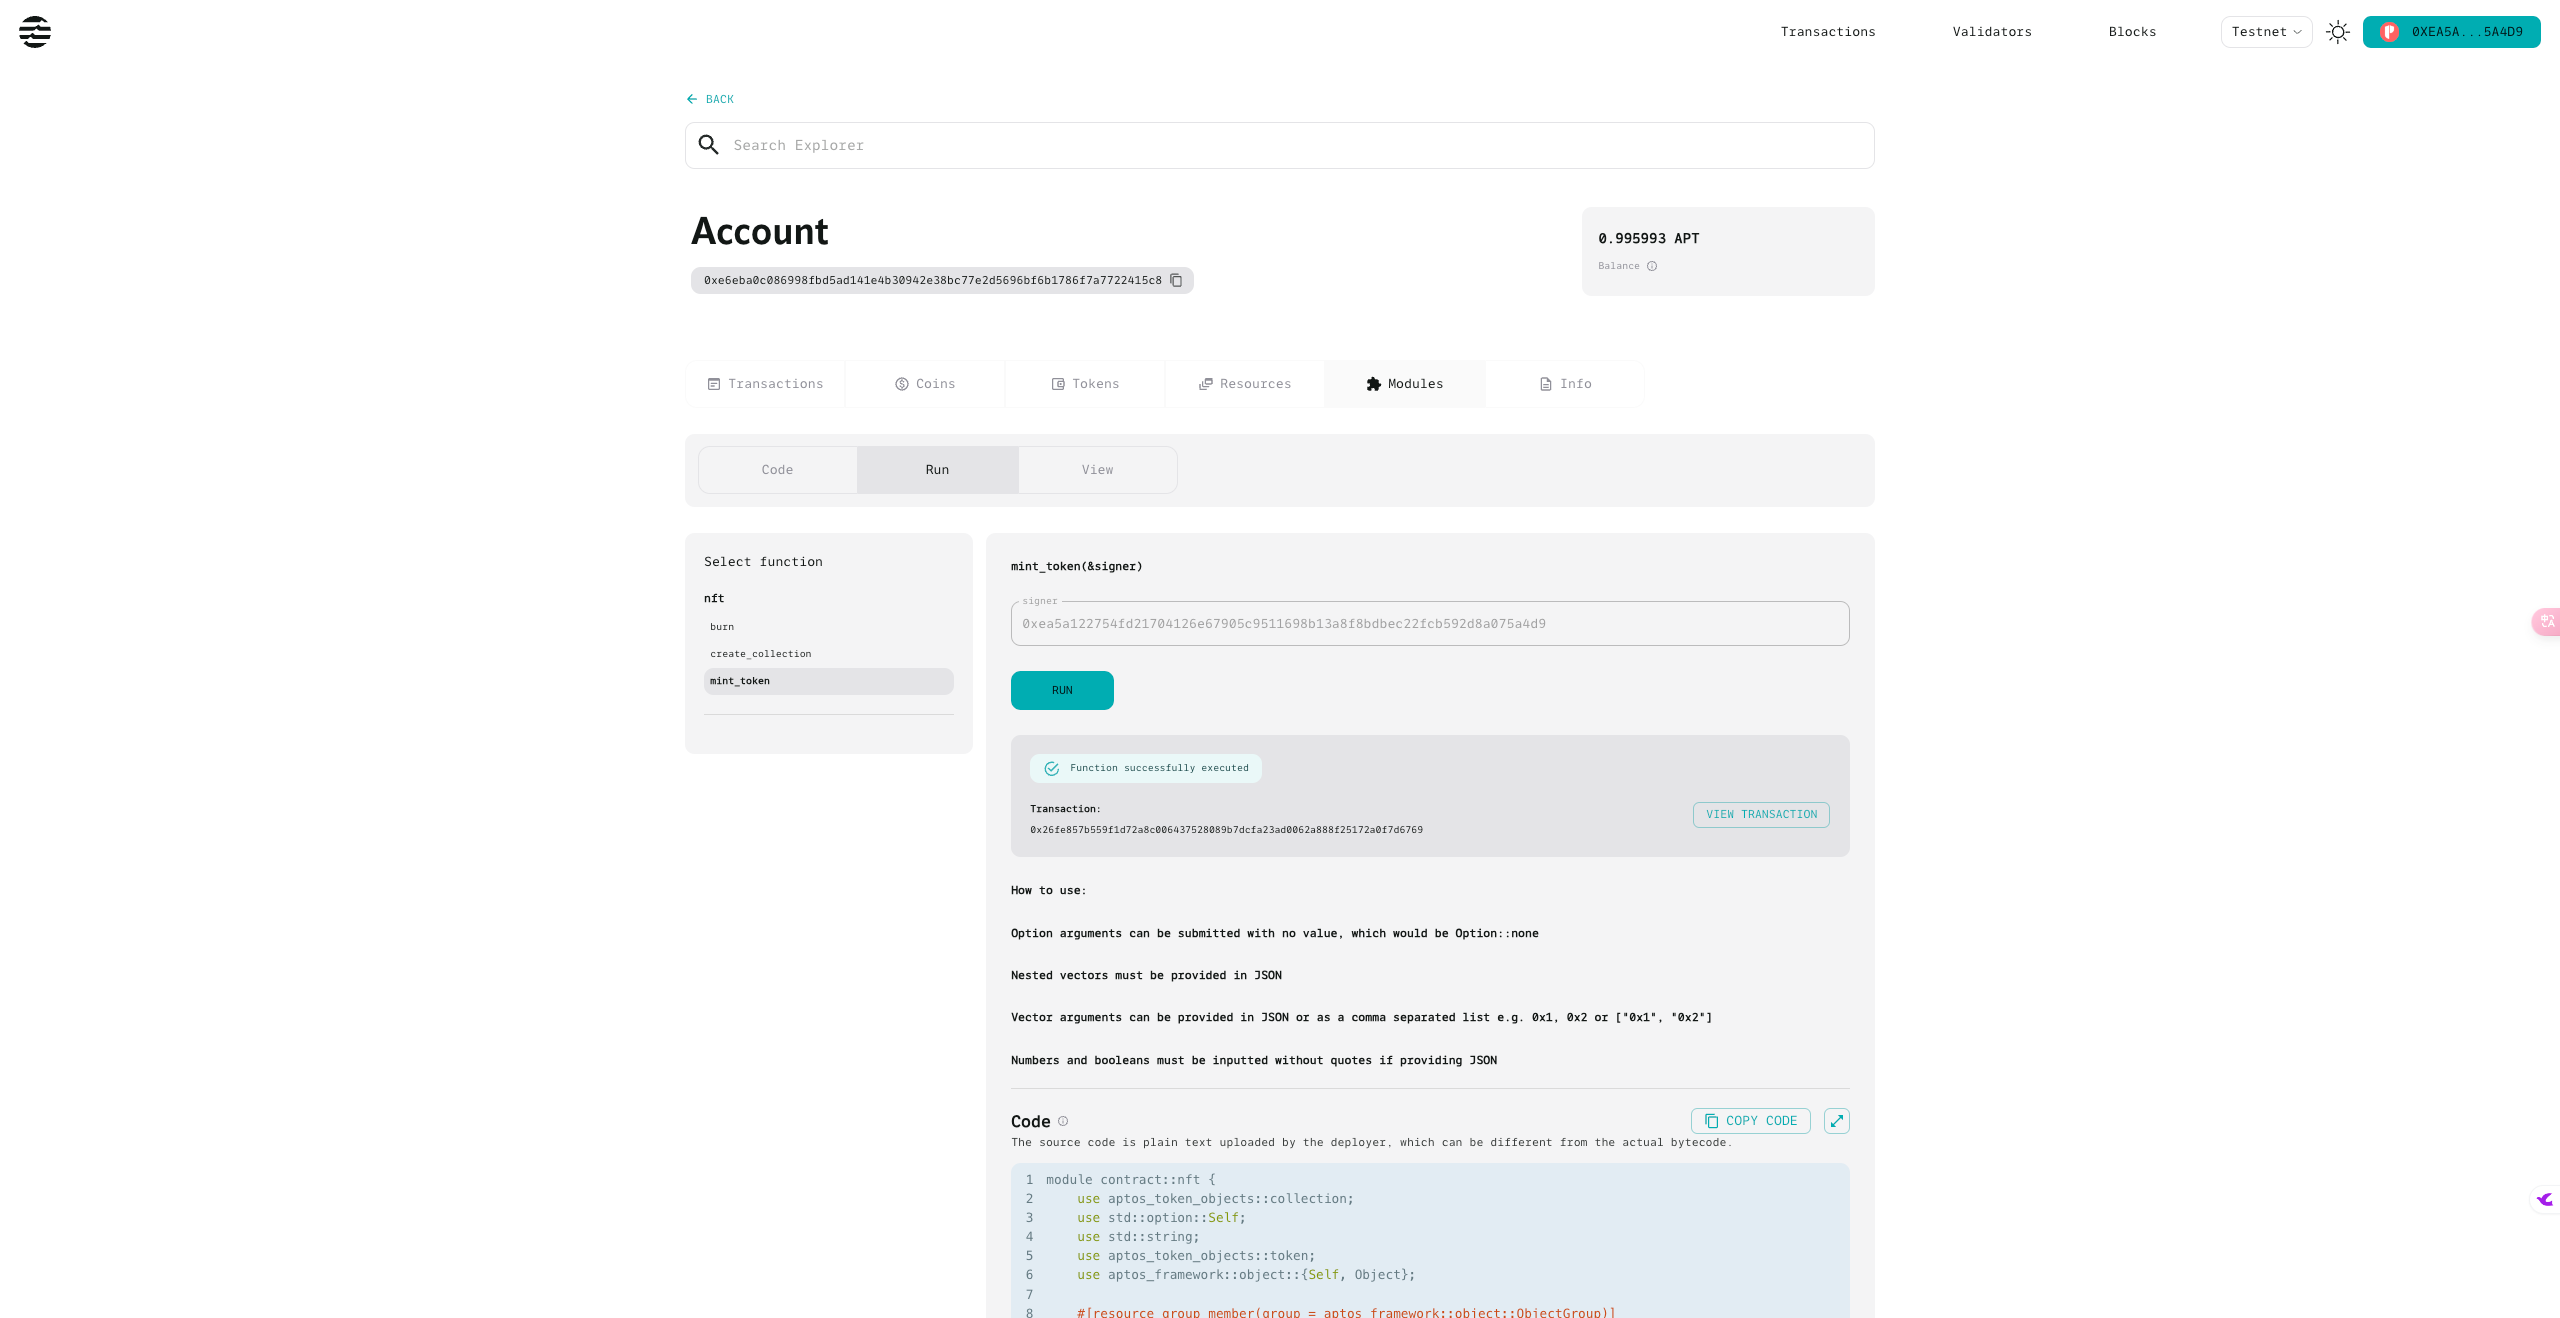 Transactions
Validators
Blocks
Testnet
0XEA5A...5A4D9
BACK
Search Explorer
Account
0xe6eba0c086998fbd5ad141e4b30942e38bc77e2d5696bf6b1786f7a7722415c8
0.995993 APT
Balance
Transactions
Coins
Tokens
Resources
Modules
Info
Code
Run
View
Select function
nft
burn
create_collection
mint_token
mint_token(&signer)
signer
0xea5a122754fd21704126e67905c9511698b13a8f8bdbec22fcb592d8a075a4d9
RUN
Function successfully executed
Transaction:
0x26fe857b559f1d72a8c006437528089b7dcfa23ad0062a888f25172a0f7d6769
VIEW TRANSACTION
How to use:
Option arguments can be submitted with no value, which would be Option::none
Nested vectors must be provided in JSON
Vector arguments can be provided in JSON or as a comma separated list e.g. 0x1, 0x2 or ["0x1", "0x2"]
Numbers and booleans must be inputted without quotes if providing JSON
Code
COPY CODE
The source code is plain text uploaded by the deployer, which can be different from the actual bytecode.
1 module contract::nft {
2     use aptos_token_objects::collection;
3     use std::option::Self;
4     use std::string;
5     use aptos_token_objects::token;
6     use aptos_framework::object::{Self, Object};
7
8     #[resource_group_member(group = aptos_framework::object::ObjectGroup)]